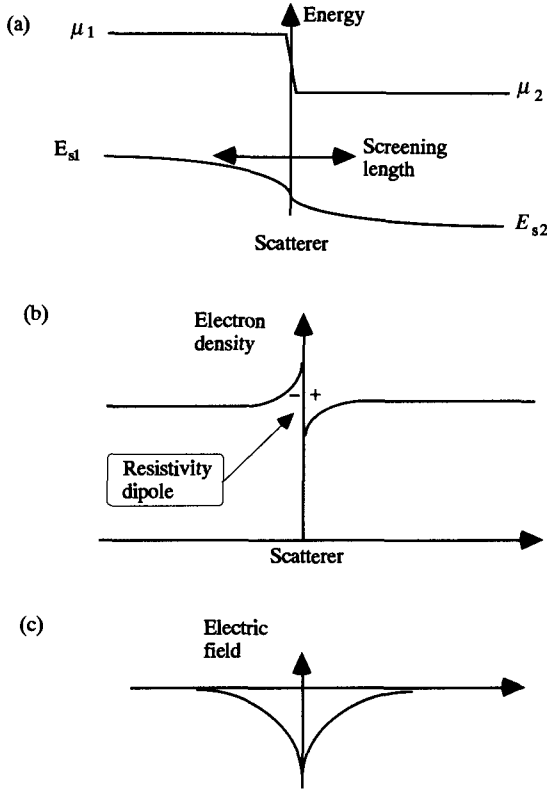 (a)
Energy
μ1
μ2
Es1
Screening
length
Es2
Scatterer
(b)
Electron
density
− +
Resistivity
dipole
Scatterer
(c)
Electric
field